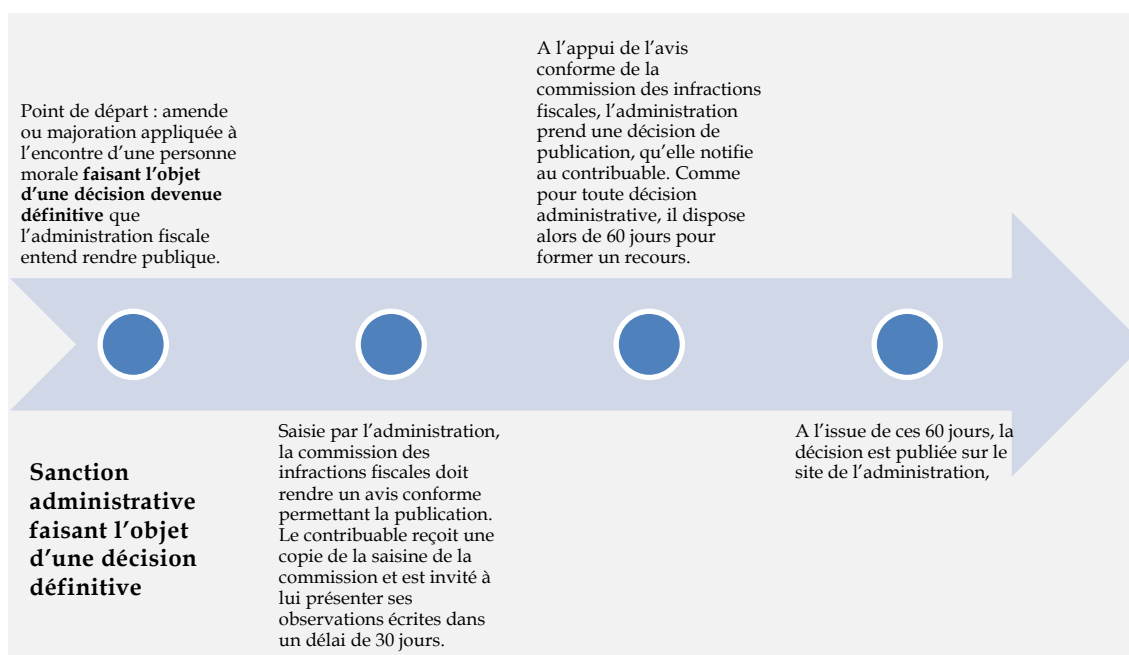 Point de départ : amende
ou majoration appliquée à
l'encontre d'une personne
morale faisant l'objet
d'une décision devenue
définitive que
l'administration fiscale
entend rendre publique.
Saisie par l'administration,
la commission des
infractions fiscales doit
rendre un avis conforme
permettant la publication.
Le contribuable reçoit une
copie de la saisine de la
commission et est invité à
lui présenter ses
observations écrites dans
un délai de 30 jours.
A l'appui de l'avis
conforme de la
commission des infractions
fiscales, l'administration
prend une décision de
publication, qu'elle notifie
au contribuable. Comme
pour toute décision
administrative, il dispose
alors de 60 jours pour
former un recours.
A l'issue de ces 60 jours, la
décision est publiée sur le
site de l'administration,
Sanction
administrative
faisant l'objet
d'une décision
définitive